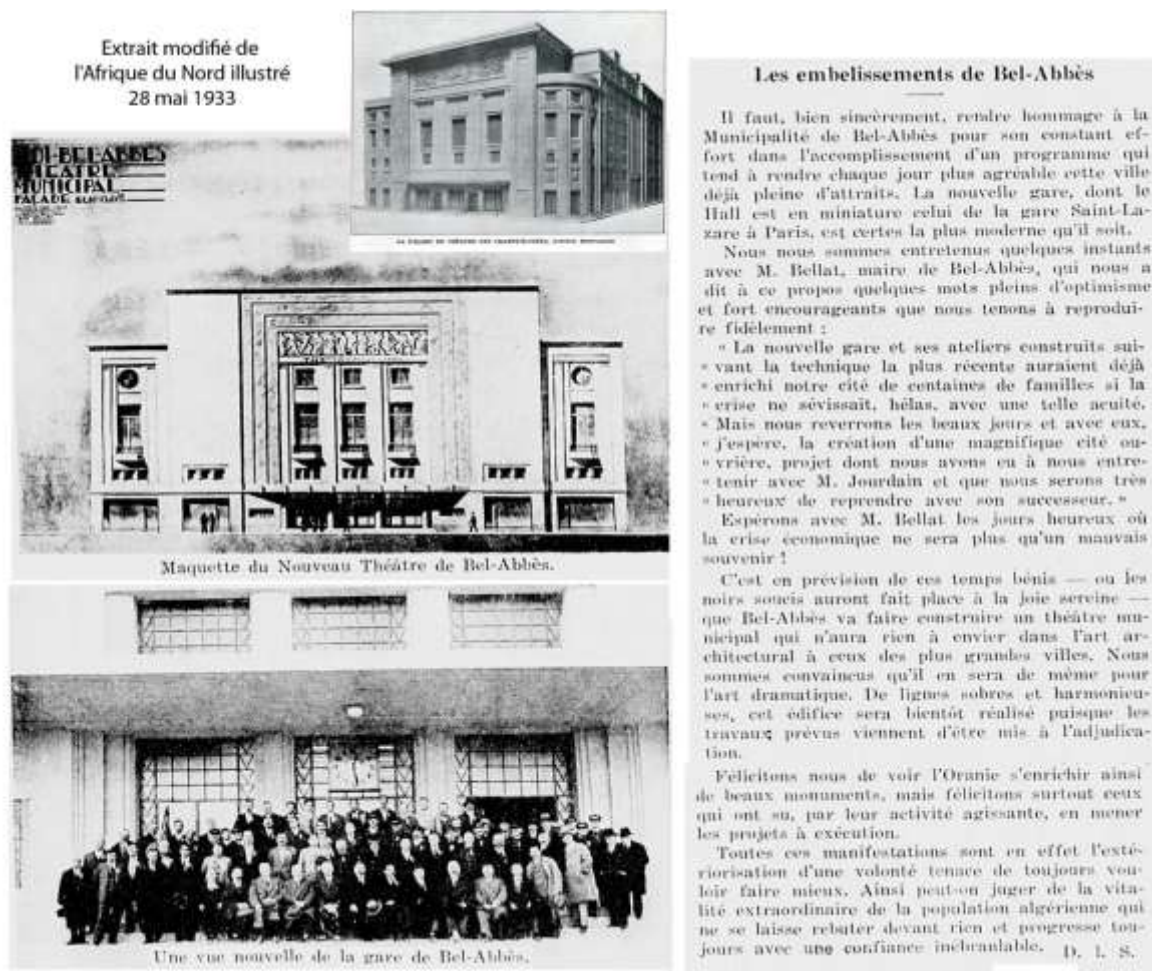 Extrait modifié de
l'Afrique du Nord illustré
28 mai 1933
THÉÂTRE
MUNICIPAL
Maquette du Nouveau Théâtre de Bel-Abbès.
Une vue nouvelle de la gare de Bel-Abbès.
Les embelissements de Bel-Abbès
Il faut, bien sincèrement, rendre hommage à la
Municipalité de Bel-Abbès pour son constant ef-
fort dans l'accomplissement d'un programme qui
tend à rendre chaque jour plus agréable cette ville
déjà pleine d'attraits. La nouvelle gare, dont le
Hall est en miniature celui de la gare Saint-La-
zare à Paris, est certes la plus moderne qu'il soit.
Nous nous sommes entretenus quelques instants
avec M. Bellat, maire de Bel-Abbès, qui nous a
dit à ce propos quelques mots pleins d'optimisme
et fort encourageants que nous tenons à reprodui-
re fidèlement :
« La nouvelle gare et ses ateliers construits sui-
« vant la technique la plus récente auraient déjà
« enrichi notre cité de centaines de familles si la
« crise ne sévissait, hélas, avec une telle acuité.
« Mais nous reverrons les beaux jours et avec eux,
« j'espère, la création d'une magnifique cité ou-
« vrière, projet dont nous avons eu à nous entre-
« tenir avec M. Jourdain et que nous serons très
« heureux de reprendre avec son successeur. »
Espérons avec M. Bellat les jours heureux où
la crise économique ne sera plus qu'un mauvais
souvenir !
C'est en prévision de ces temps bénis — ou les
noirs soucis auront fait place à la joie sereine —
que Bel-Abbès va faire construire un théâtre mu-
nicipal qui n'aura rien à envier dans l'art ar-
chitectural à ceux des plus grandes villes. Nous
sommes convaincus qu'il en sera de même pour
l'art dramatique. De lignes sobres et harmonieu-
ses, cet édifice sera bientôt réalisé puisque les
travaux prévus viennent d'être mis à l'adjudica-
tion.
Félicitons nous de voir l'Oranie s'enrichir ainsi
de beaux monuments, mais félicitons surtout ceux
qui ont su, par leur activité agissante, en mener
les projets à exécution.
Toutes ces manifestations sont en effet l'exté-
riorisation d'une volonté tenace de toujours vou-
loir faire mieux. Ainsi peut-on juger de la vita-
lité extraordinaire de la population algérienne qui
ne se laisse rebuter devant rien et progresse tou-
jours avec une confiance inébranlable. D. I. S.